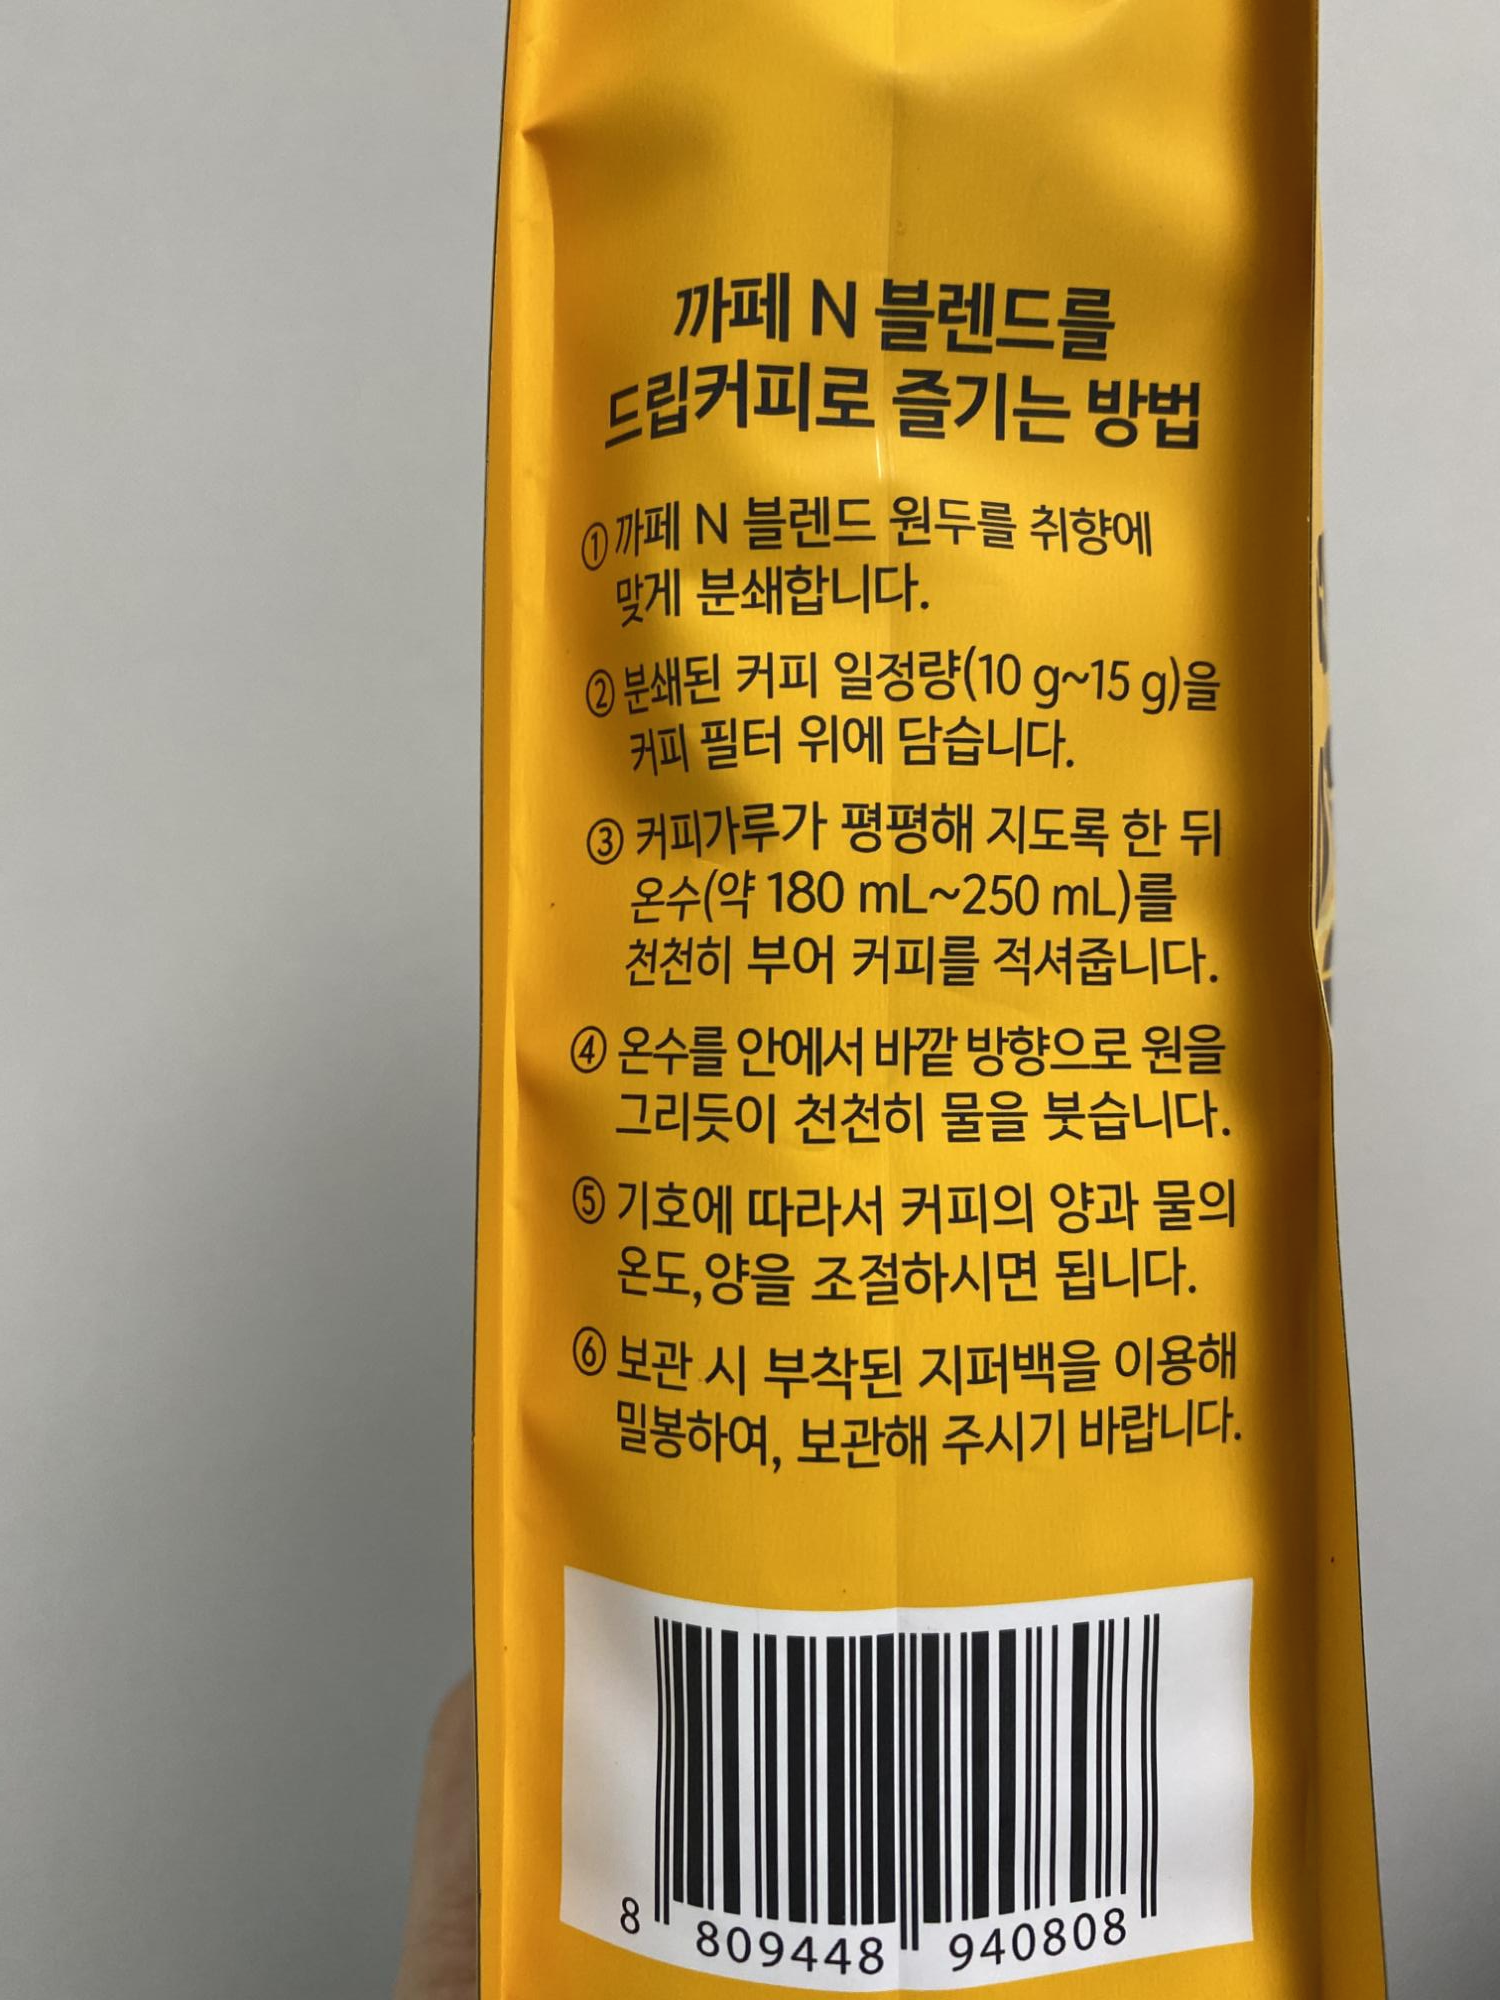 까페 N 블렌드를
드립커피로 즐기는 방법
① 까페 N 블렌드 원두를 취향에
맞게 분쇄합니다.
② 분쇄된 커피 일정량(10 g~15 g)을
커피 필터 위에 담습니다.
③ 커피가루가 평평해 지도록 한 뒤
온수(약 180 mL~250 mL)를
천천히 부어 커피를 적셔줍니다.
④ 온수를 안에서 바깥 방향으로 원을
그리듯이 천천히 물을 붓습니다.
⑤ 기호에 따라서 커피의 양과 물의
온도,양을 조절하시면 됩니다.
⑥ 보관 시 부착된 지퍼백을 이용해
밀봉하여, 보관해 주시기 바랍니다.
8 809448 940808